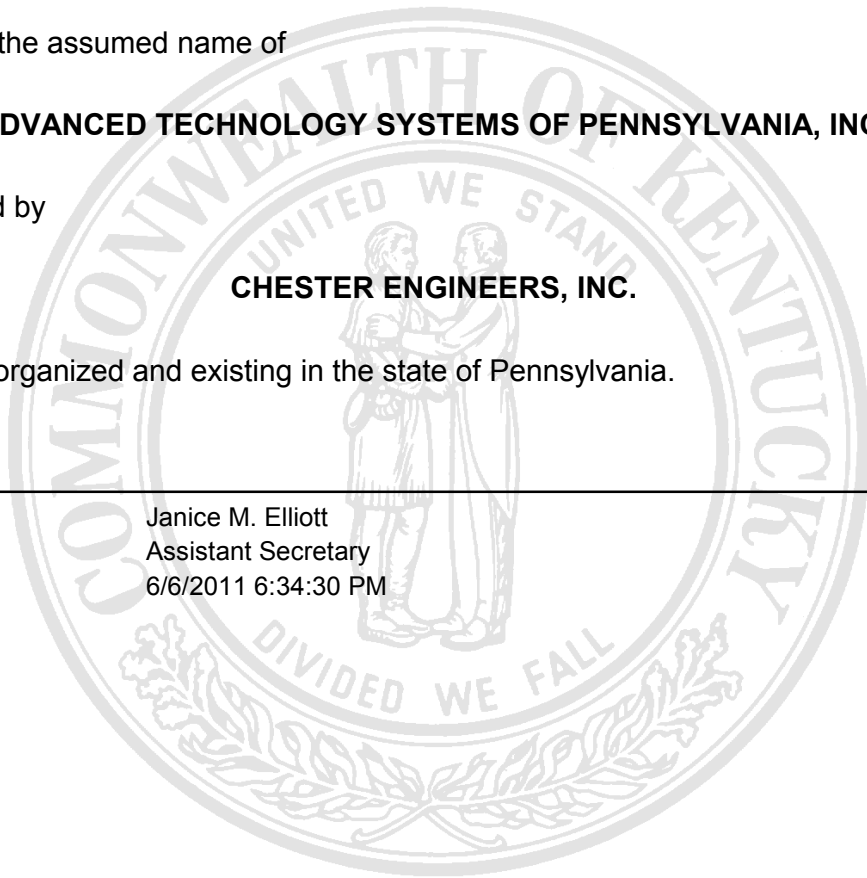 the assumed name of
DVANCED TECHNOLOGY SYSTEMS OF PENNSYLVANIA, INC
d by
CHESTER ENGINEERS, INC.
organized and existing in the state of Pennsylvania.
Janice M. Elliott
Assistant Secretary
6/6/2011 6:34:30 PM
COMMONWEALTH OF KENTUCKY
UNITED WE STAND
DIVIDED WE FALL